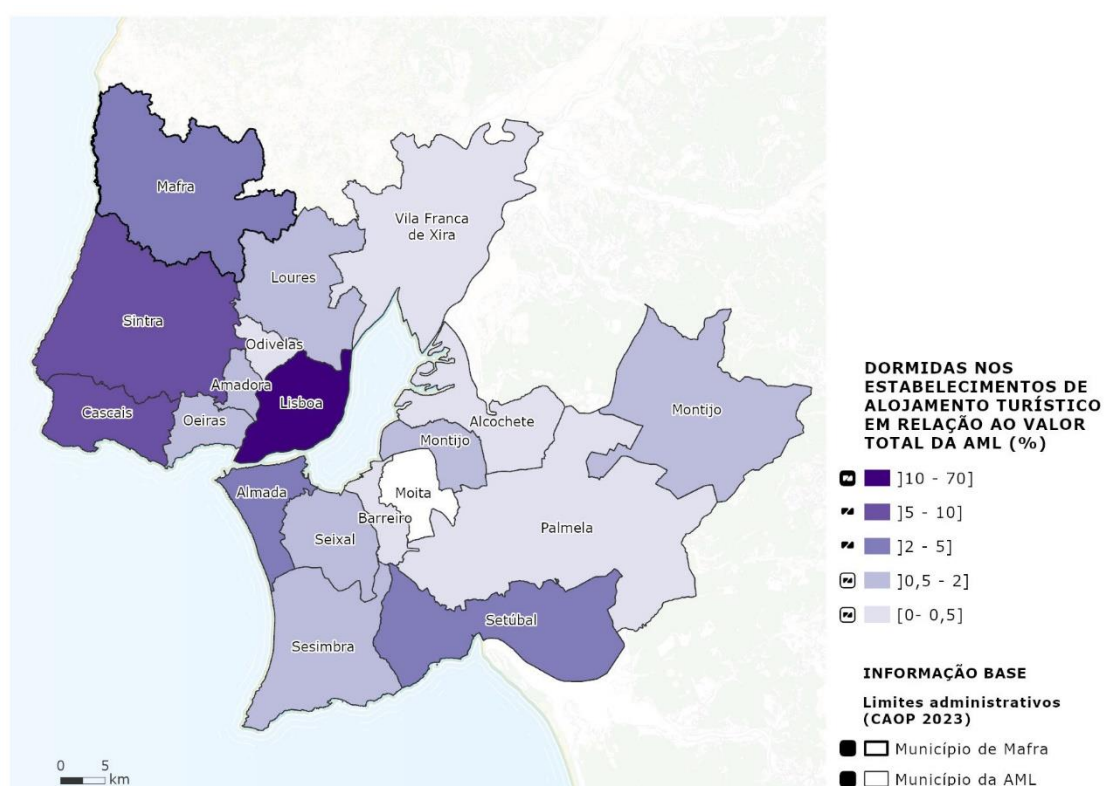 Mafra
Vila Franca
de Xira
Loures
Sintra
Odivelas
Amadora
Lisboa
Cascais
Oeiras
Montijo
Alcochete
Montijo
Almada
Moita
Barreiro
Seixal
Palmela
Setúbal
Sesimbra
0 5
km
DORMIDAS NOS
ESTABELECIMENTOS DE
ALOJAMENTO TURÍSTICO
EM RELAÇÃO AO VALOR
TOTAL DA AML (%)
]10 - 70]
]5 - 10]
]2 - 5]
]0,5 - 2]
[0- 0,5]
INFORMAÇÃO BASE
Limites administrativos
(CAOP 2023)
Município de Mafra
Município da AML